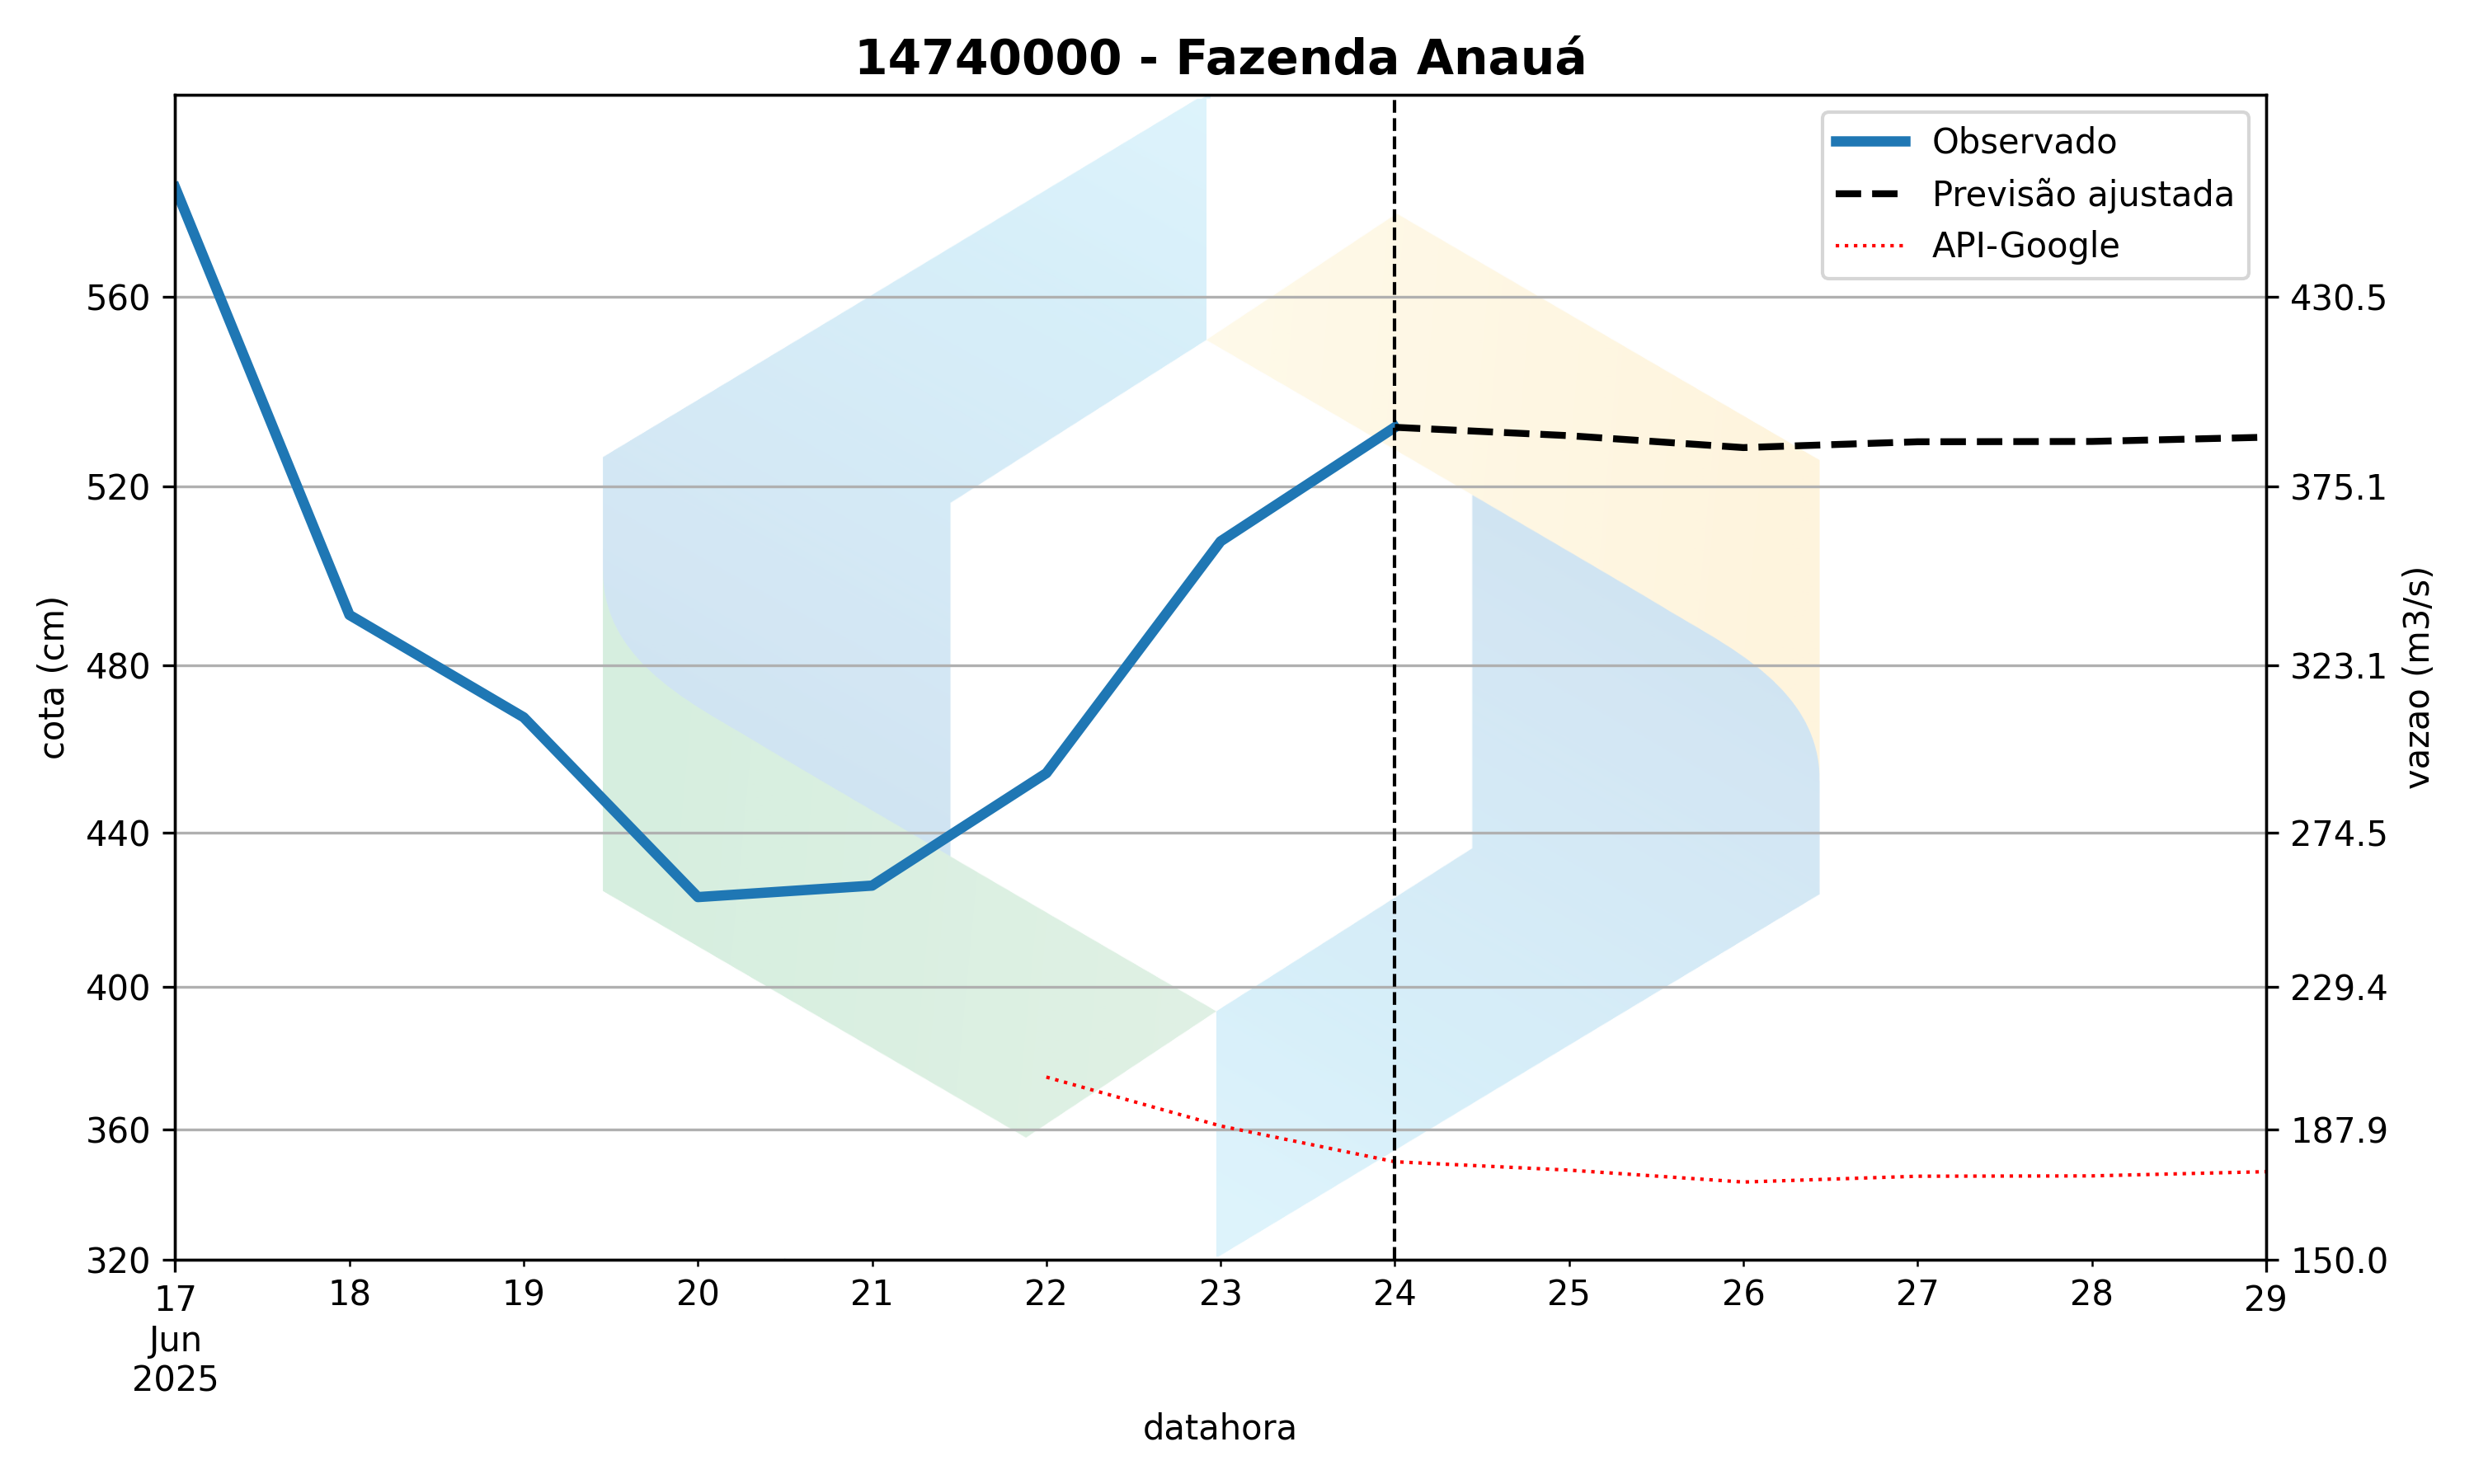 14740000 - Fazenda Anauá
Observado
Previsão ajustada
API-Google
560
520
480
440
400
360
320
cota (cm)
430.5
375.1
323.1
274.5
229.4
187.9
150.0
vazao (m3/s)
17 18 19 20 21 22 23 24 25 26 27 28 29
Jun
2025
datahora